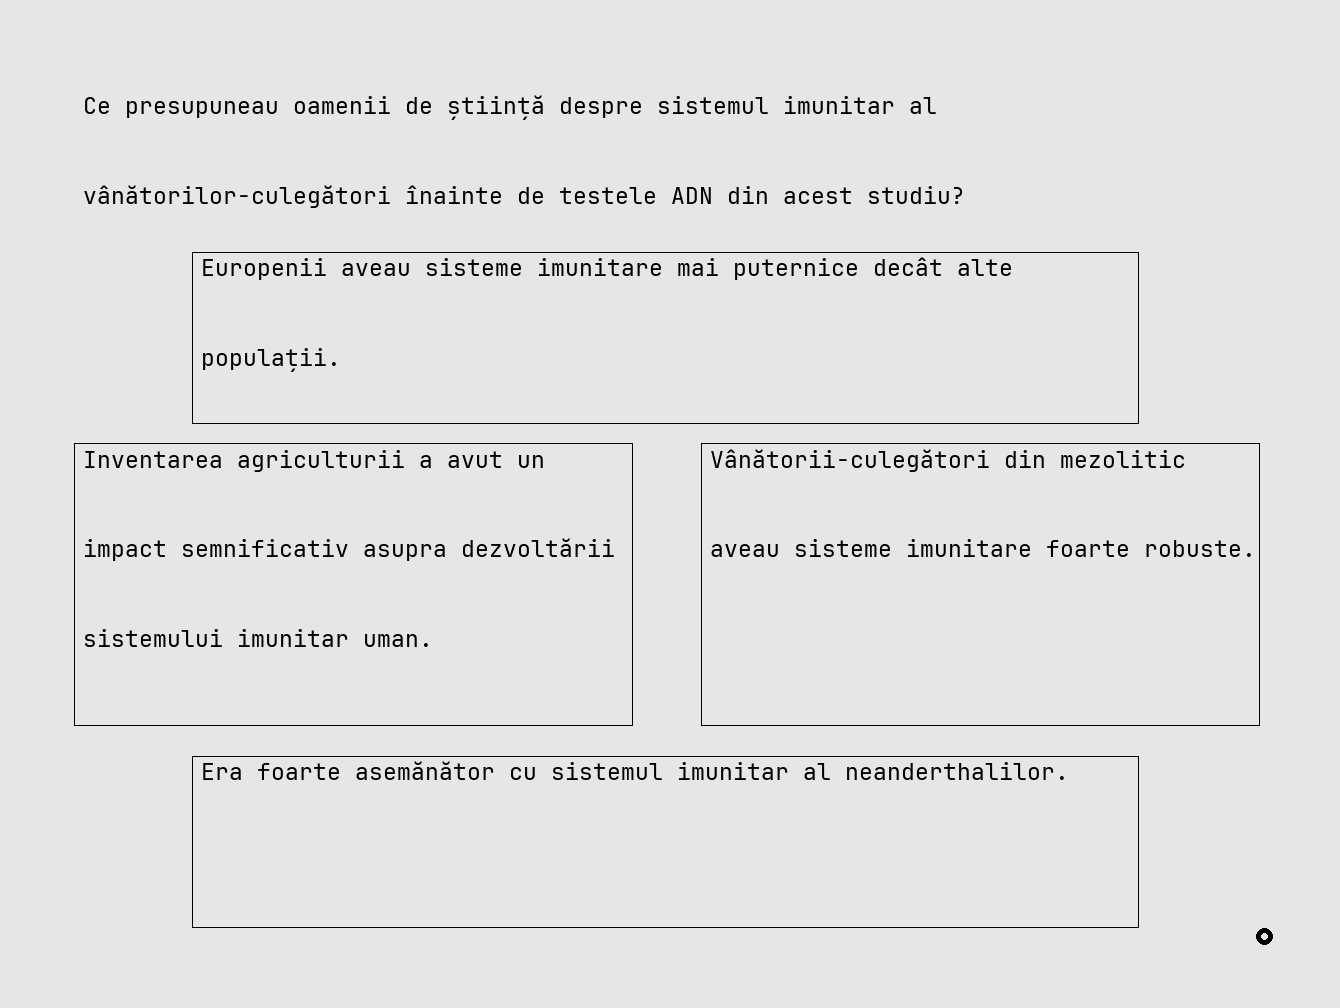 Ce presupuneau oamenii de știință despre sistemul imunitar al
vânătorilor-culegători înainte de testele ADN din acest studiu?
Europenii aveau sisteme imunitare mai puternice decât alte
populații.
Inventarea agriculturii a avut un
impact semnificativ asupra dezvoltării
sistemului imunitar uman.
Vânătorii-culegători din mezolitic
aveau sisteme imunitare foarte robuste.
Era foarte asemănător cu sistemul imunitar al neanderthalilor.